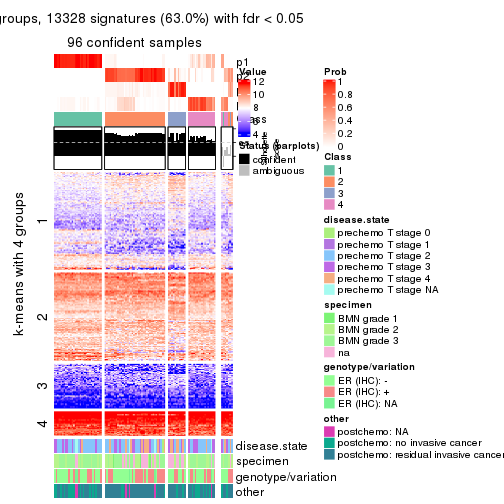 groups, 13328 signatures (63.0%) with fdr < 0.05
96 confident samples
p1
p2
Value
12
10
8
6
4
Status (barplots)
confident
ambiguous
Prob
1
0.8
0.6
0.4
0.2
0
Class
1
2
3
4
disease.state
prechemo T stage 0
prechemo T stage 1
prechemo T stage 2
prechemo T stage 3
prechemo T stage 4
prechemo T stage NA
specimen
BMN grade 1
BMN grade 2
BMN grade 3
na
genotype/variation
ER (IHC): -
ER (IHC): +
ER (IHC): NA
other
postchemo: NA
postchemo: no invasive cancer
postchemo: residual invasive cancer
k-means with 4 groups
1
2
3
4
disease.state
specimen
genotype/variation
other